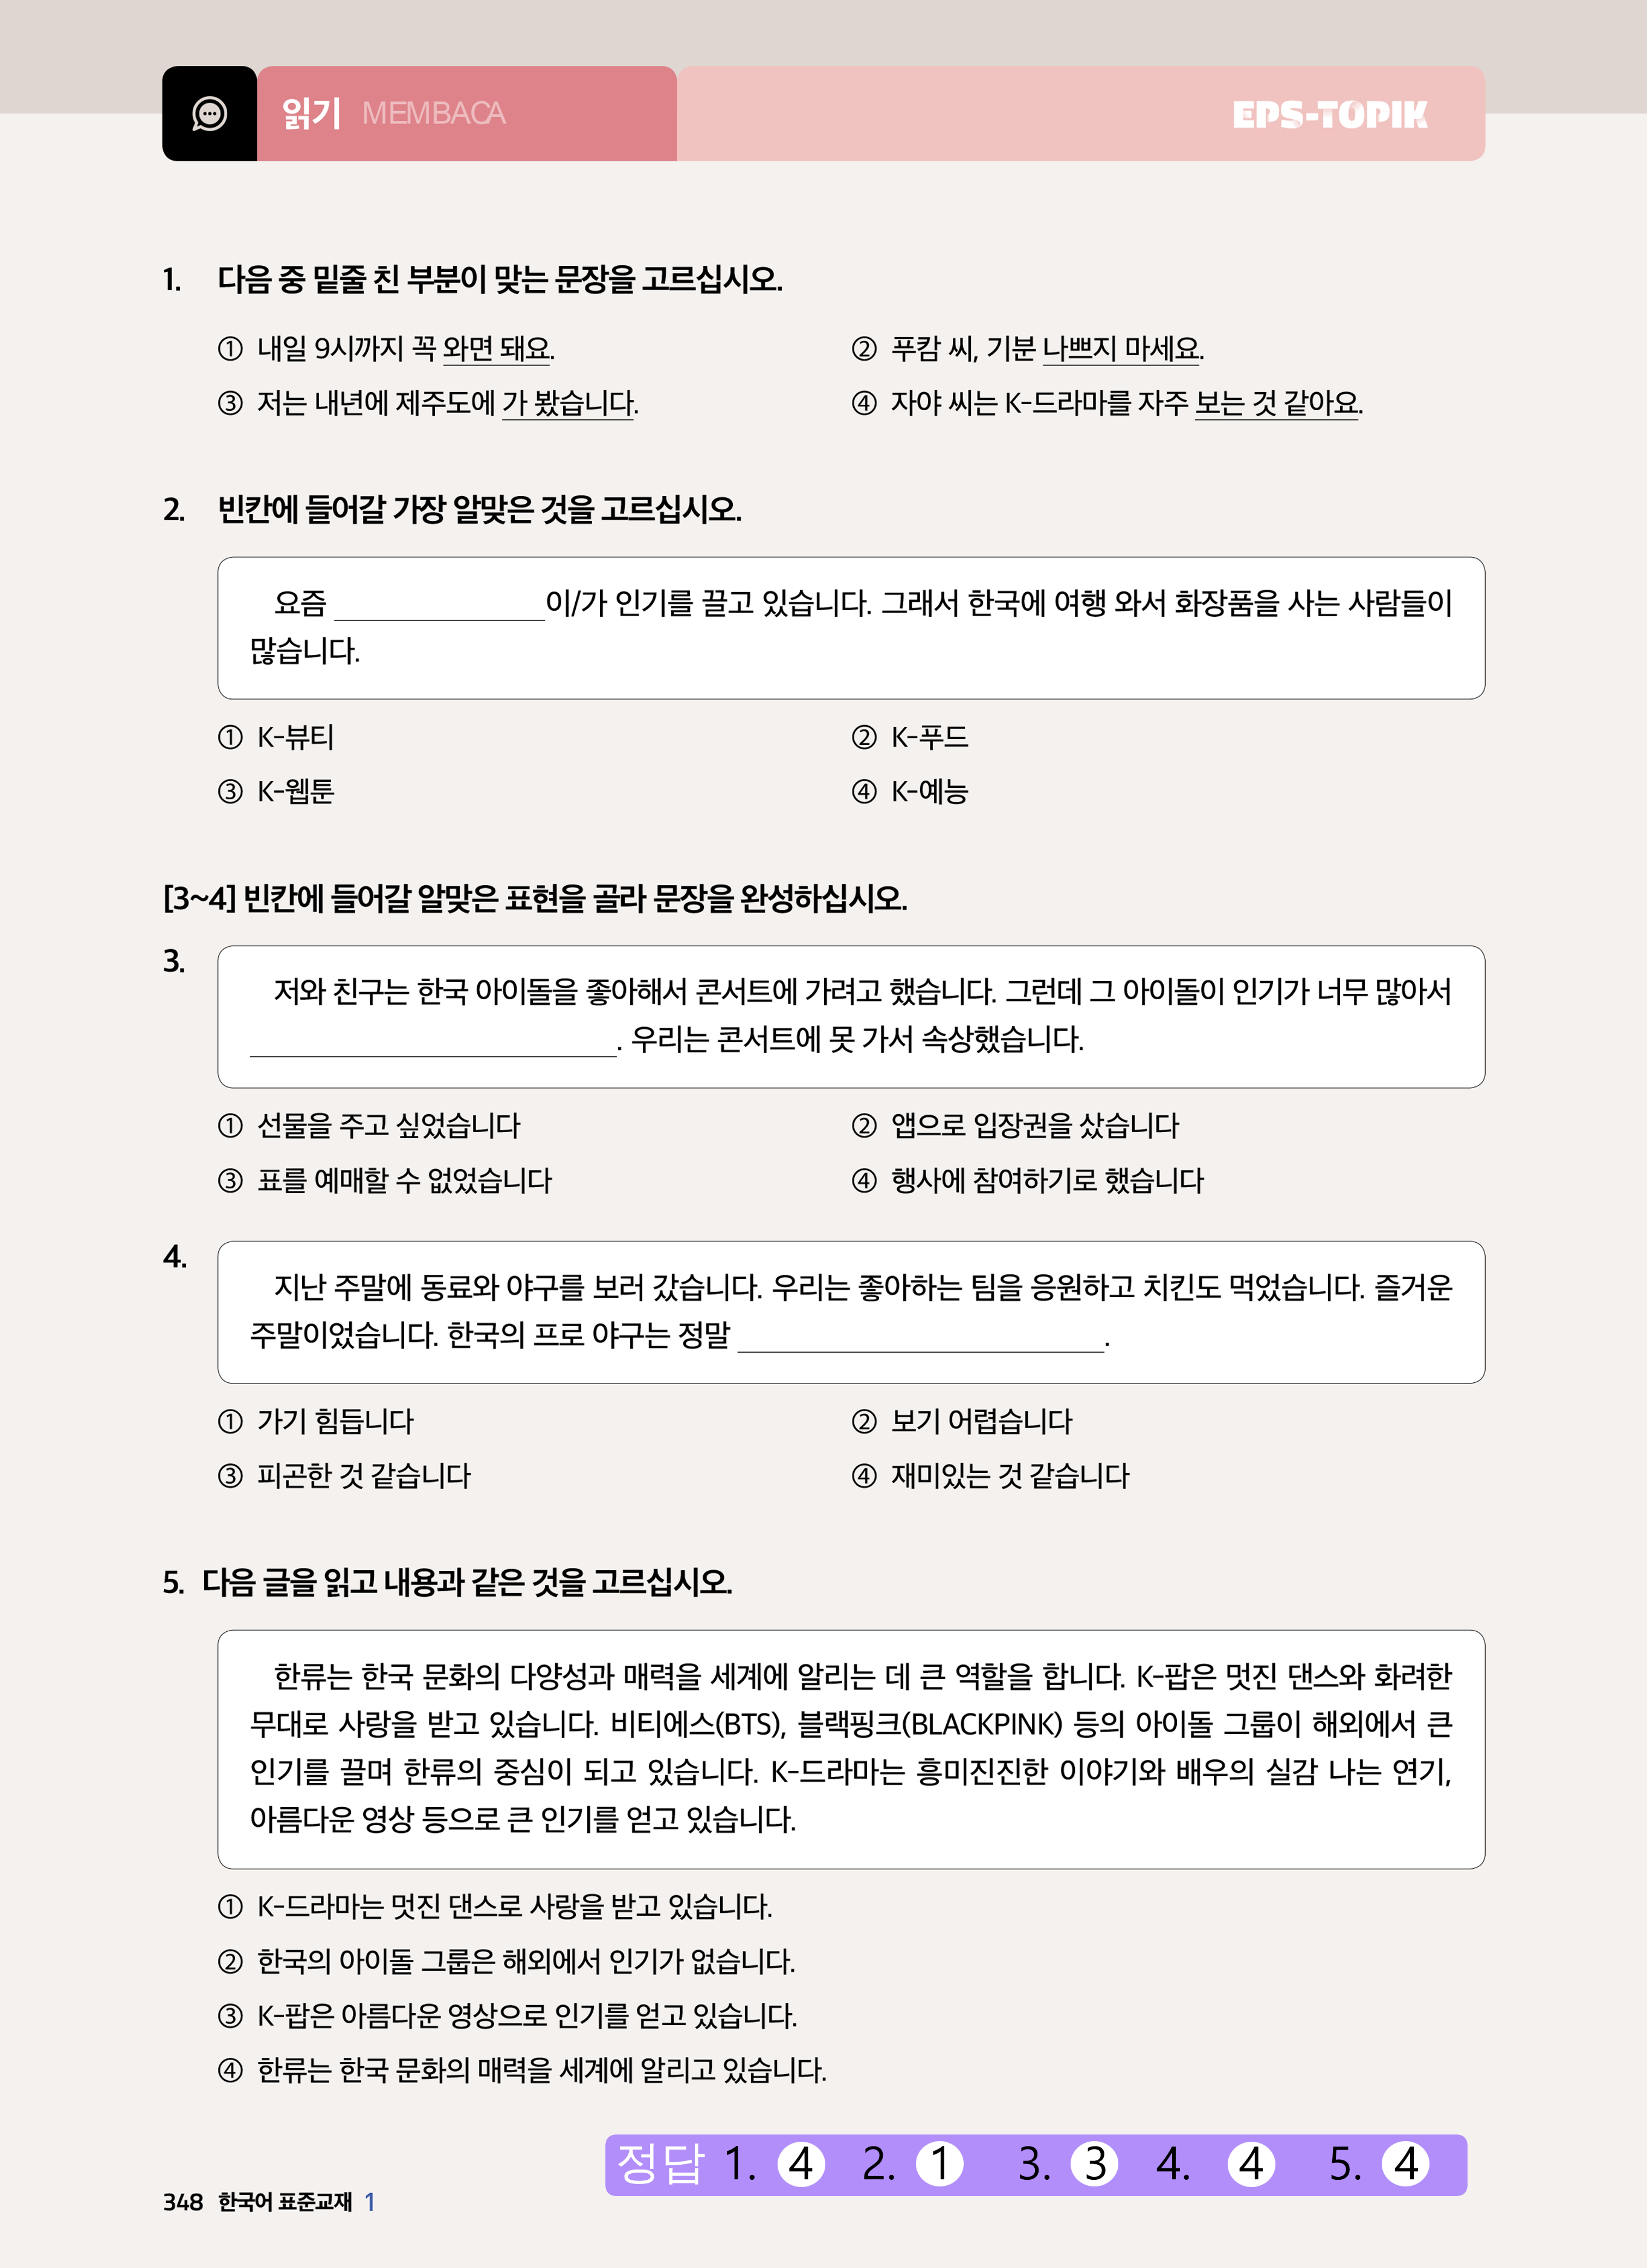 읽기 MEMBACA
EPS-TOPIK
1. 다음 중 밑줄 친 부분이 맞는 문장을 고르십시오.
① 내일 9시까지 꼭 와면 돼요.
② 푸캄 씨, 기분 나쁘지 마세요.
③ 저는 내년에 제주도에 가 봤습니다.
④ 자야 씨는 K-드라마를 자주 보는 것 같아요.
2. 빈칸에 들어갈 가장 알맞은 것을 고르십시오.
요즘 ______________이/가 인기를 끌고 있습니다. 그래서 한국에 여행 와서 화장품을 사는 사람들이
많습니다.
① K-뷰티
② K-푸드
③ K-웹툰
④ K-예능
[3~4] 빈칸에 들어갈 알맞은 표현을 골라 문장을 완성하십시오.
3.
저와 친구는 한국 아이돌을 좋아해서 콘서트에 가려고 했습니다. 그런데 그 아이돌이 인기가 너무 많아서
________________________. 우리는 콘서트에 못 가서 속상했습니다.
① 선물을 주고 싶었습니다
② 앱으로 입장권을 샀습니다
③ 표를 예매할 수 없었습니다
④ 행사에 참여하기로 했습니다
4.
지난 주말에 동료와 야구를 보러 갔습니다. 우리는 좋아하는 팀을 응원하고 치킨도 먹었습니다. 즐거운
주말이었습니다. 한국의 프로 야구는 정말 ________________________.
① 가기 힘듭니다
② 보기 어렵습니다
③ 피곤한 것 같습니다
④ 재미있는 것 같습니다
5. 다음 글을 읽고 내용과 같은 것을 고르십시오.
한류는 한국 문화의 다양성과 매력을 세계에 알리는 데 큰 역할을 합니다. K-팝은 멋진 댄스와 화려한
무대로 사랑을 받고 있습니다. 비티에스(BTS), 블랙핑크(BLACKPINK) 등의 아이돌 그룹이 해외에서 큰
인기를 끌며 한류의 중심이 되고 있습니다. K-드라마는 흥미진진한 이야기와 배우의 실감 나는 연기,
아름다운 영상 등으로 큰 인기를 얻고 있습니다.
① K-드라마는 멋진 댄스로 사랑을 받고 있습니다.
② 한국의 아이돌 그룹은 해외에서 인기가 없습니다.
③ K-팝은 아름다운 영상으로 인기를 얻고 있습니다.
④ 한류는 한국 문화의 매력을 세계에 알리고 있습니다.
정답 1. 4 2. 1 3. 3 4. 4 5. 4
348 한국어 표준교재 1